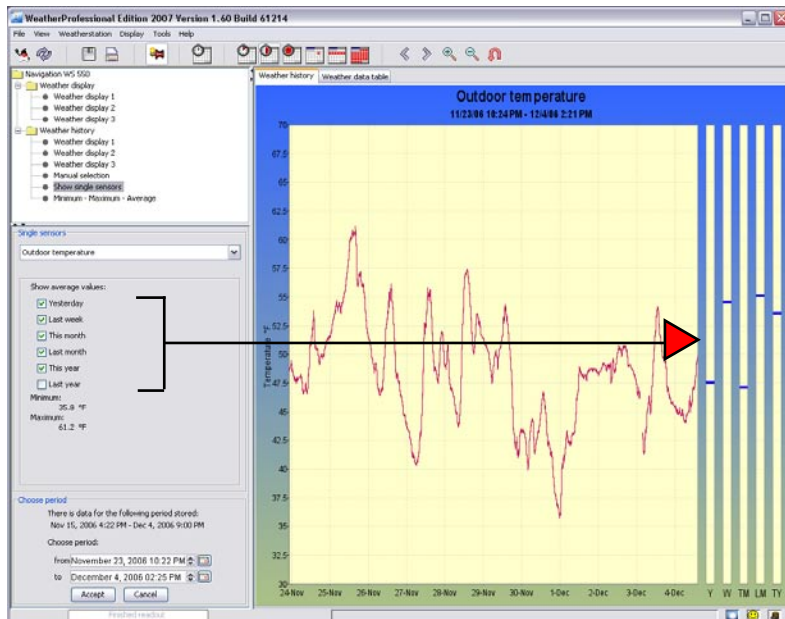 WeatherProfessional Edition 2007 Version 1.60 Build 61214
File View Weatherstation Display Tools Help
Navigation WS 550
Weather display
Weather display 1
Weather display 2
Weather display 3
Weather history
Weather display 1
Weather display 2
Weather display 3
Manual selection
Show single sensors
Minimum - Maximum - Average
Single sensors
Outdoor temperature
Show average values:
Yesterday
Last week
This month
Last month
This year
Last year
Minimum:
35.8 °F
Maximum:
61.2 °F
Choose period
There is data for the following period stored:
Nov 15, 2006 4:22 PM - Dec 4, 2006 9:00 PM
Choose period:
from November 23, 2006 10:22 PM
to December 4, 2006 02:25 PM
Accept Cancel
Finished readout
Weather history Weather data table
Outdoor temperature
11/23/06 10:24 PM - 12/4/06 2:21 PM
Temperature °F
70
67.5
65
62.5
60
57.5
55
52.5
50
47.5
45
42.5
40
37.5
35
32.5
30
24-Nov 25-Nov 26-Nov 27-Nov 28-Nov 29-Nov 30-Nov 1-Dec 2-Dec 3-Dec 4-Dec Y W TM LM TY